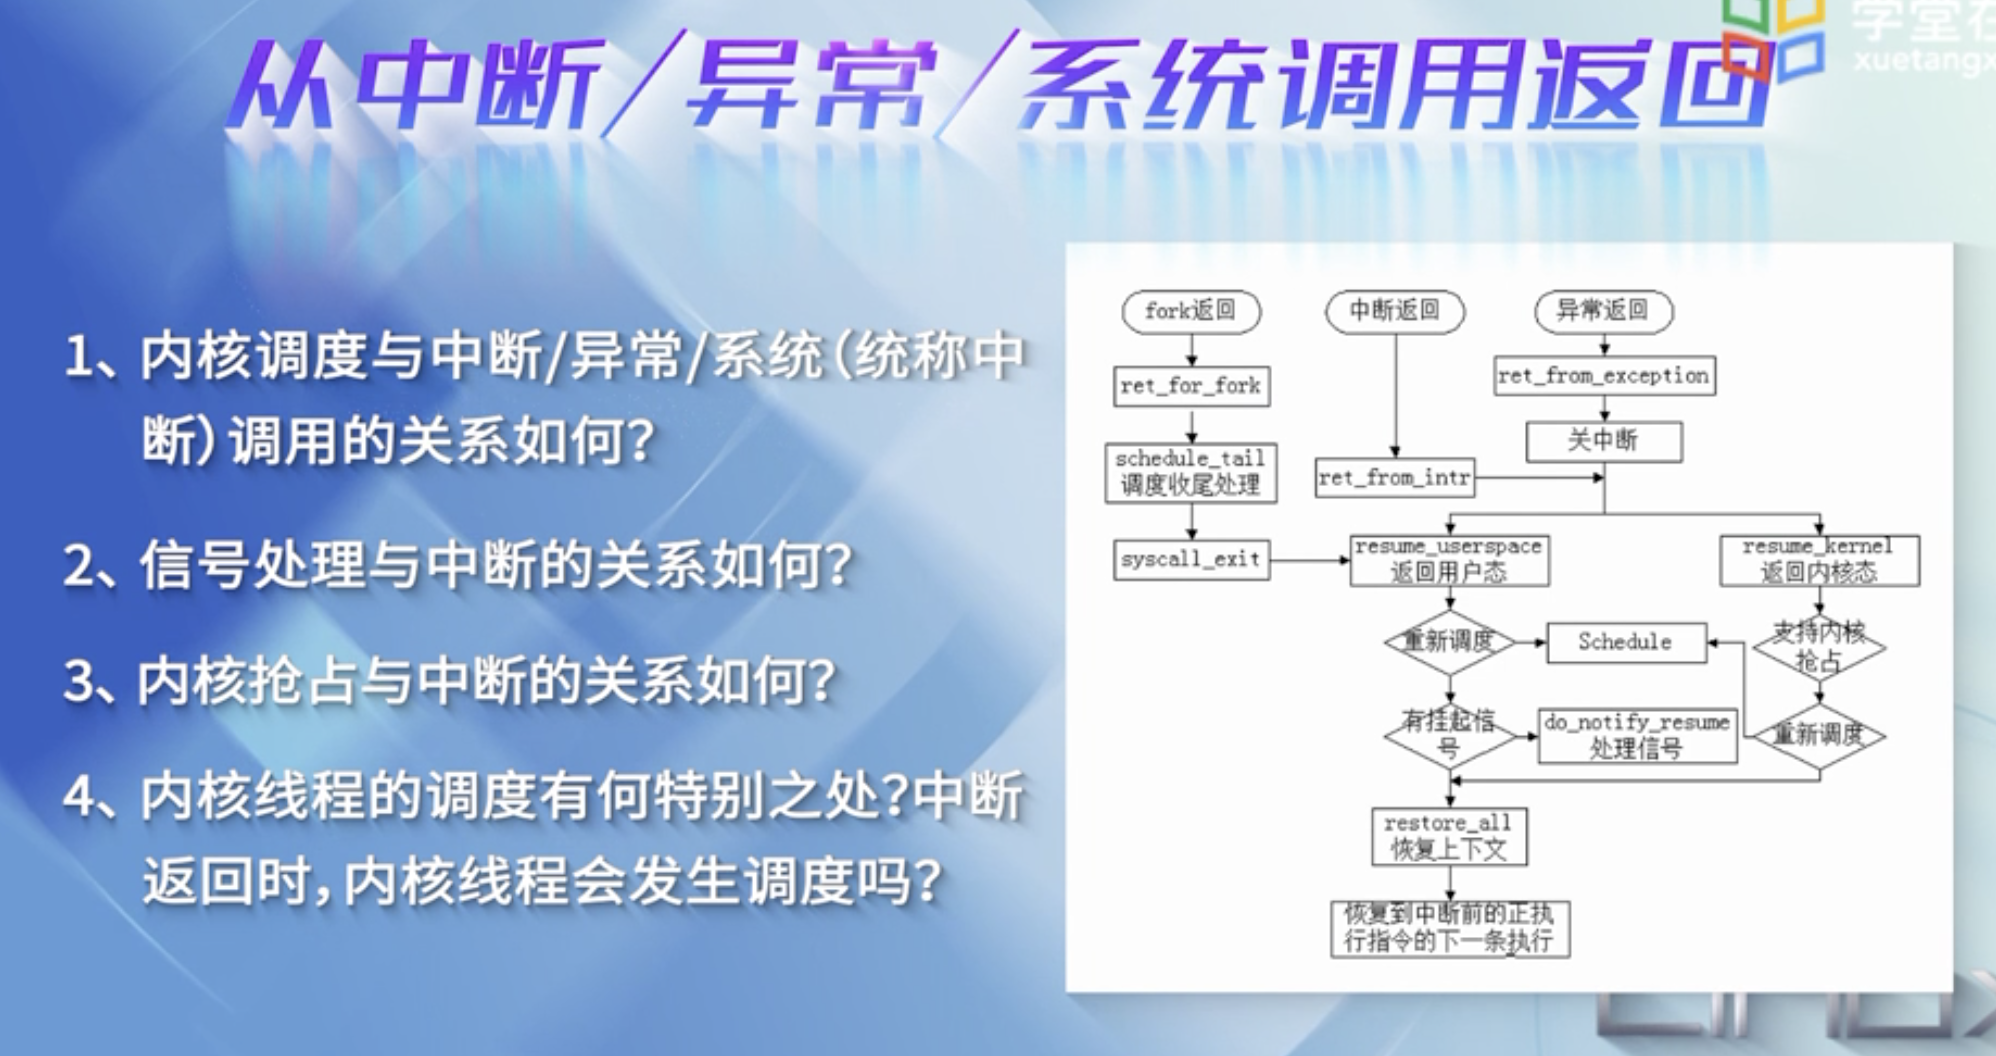 从中断/异常/系统调用返回
学堂在
xuetangx
1、内核调度与中断/异常/系统(统称中
断)调用的关系如何?
2、信号处理与中断的关系如何?
3、内核抢占与中断的关系如何?
4、内核线程的调度有何特别之处?中断
返回时,内核线程会发生调度吗?
fork返回
中断返回
异常返回
ret_for_fork
ret_from_exception
关中断
schedule_tail
调度收尾处理
ret_from_intr
syscall_exit
resume_userspace
返回用户态
resume_kernel
返回内核态
重新调度
Schedule
支持内核
抢占
有挂起信
号
do_notify_resume
处理信号
重新调度
restore_all
恢复上下文
恢复到中断前的正执
行指令的下一条执行